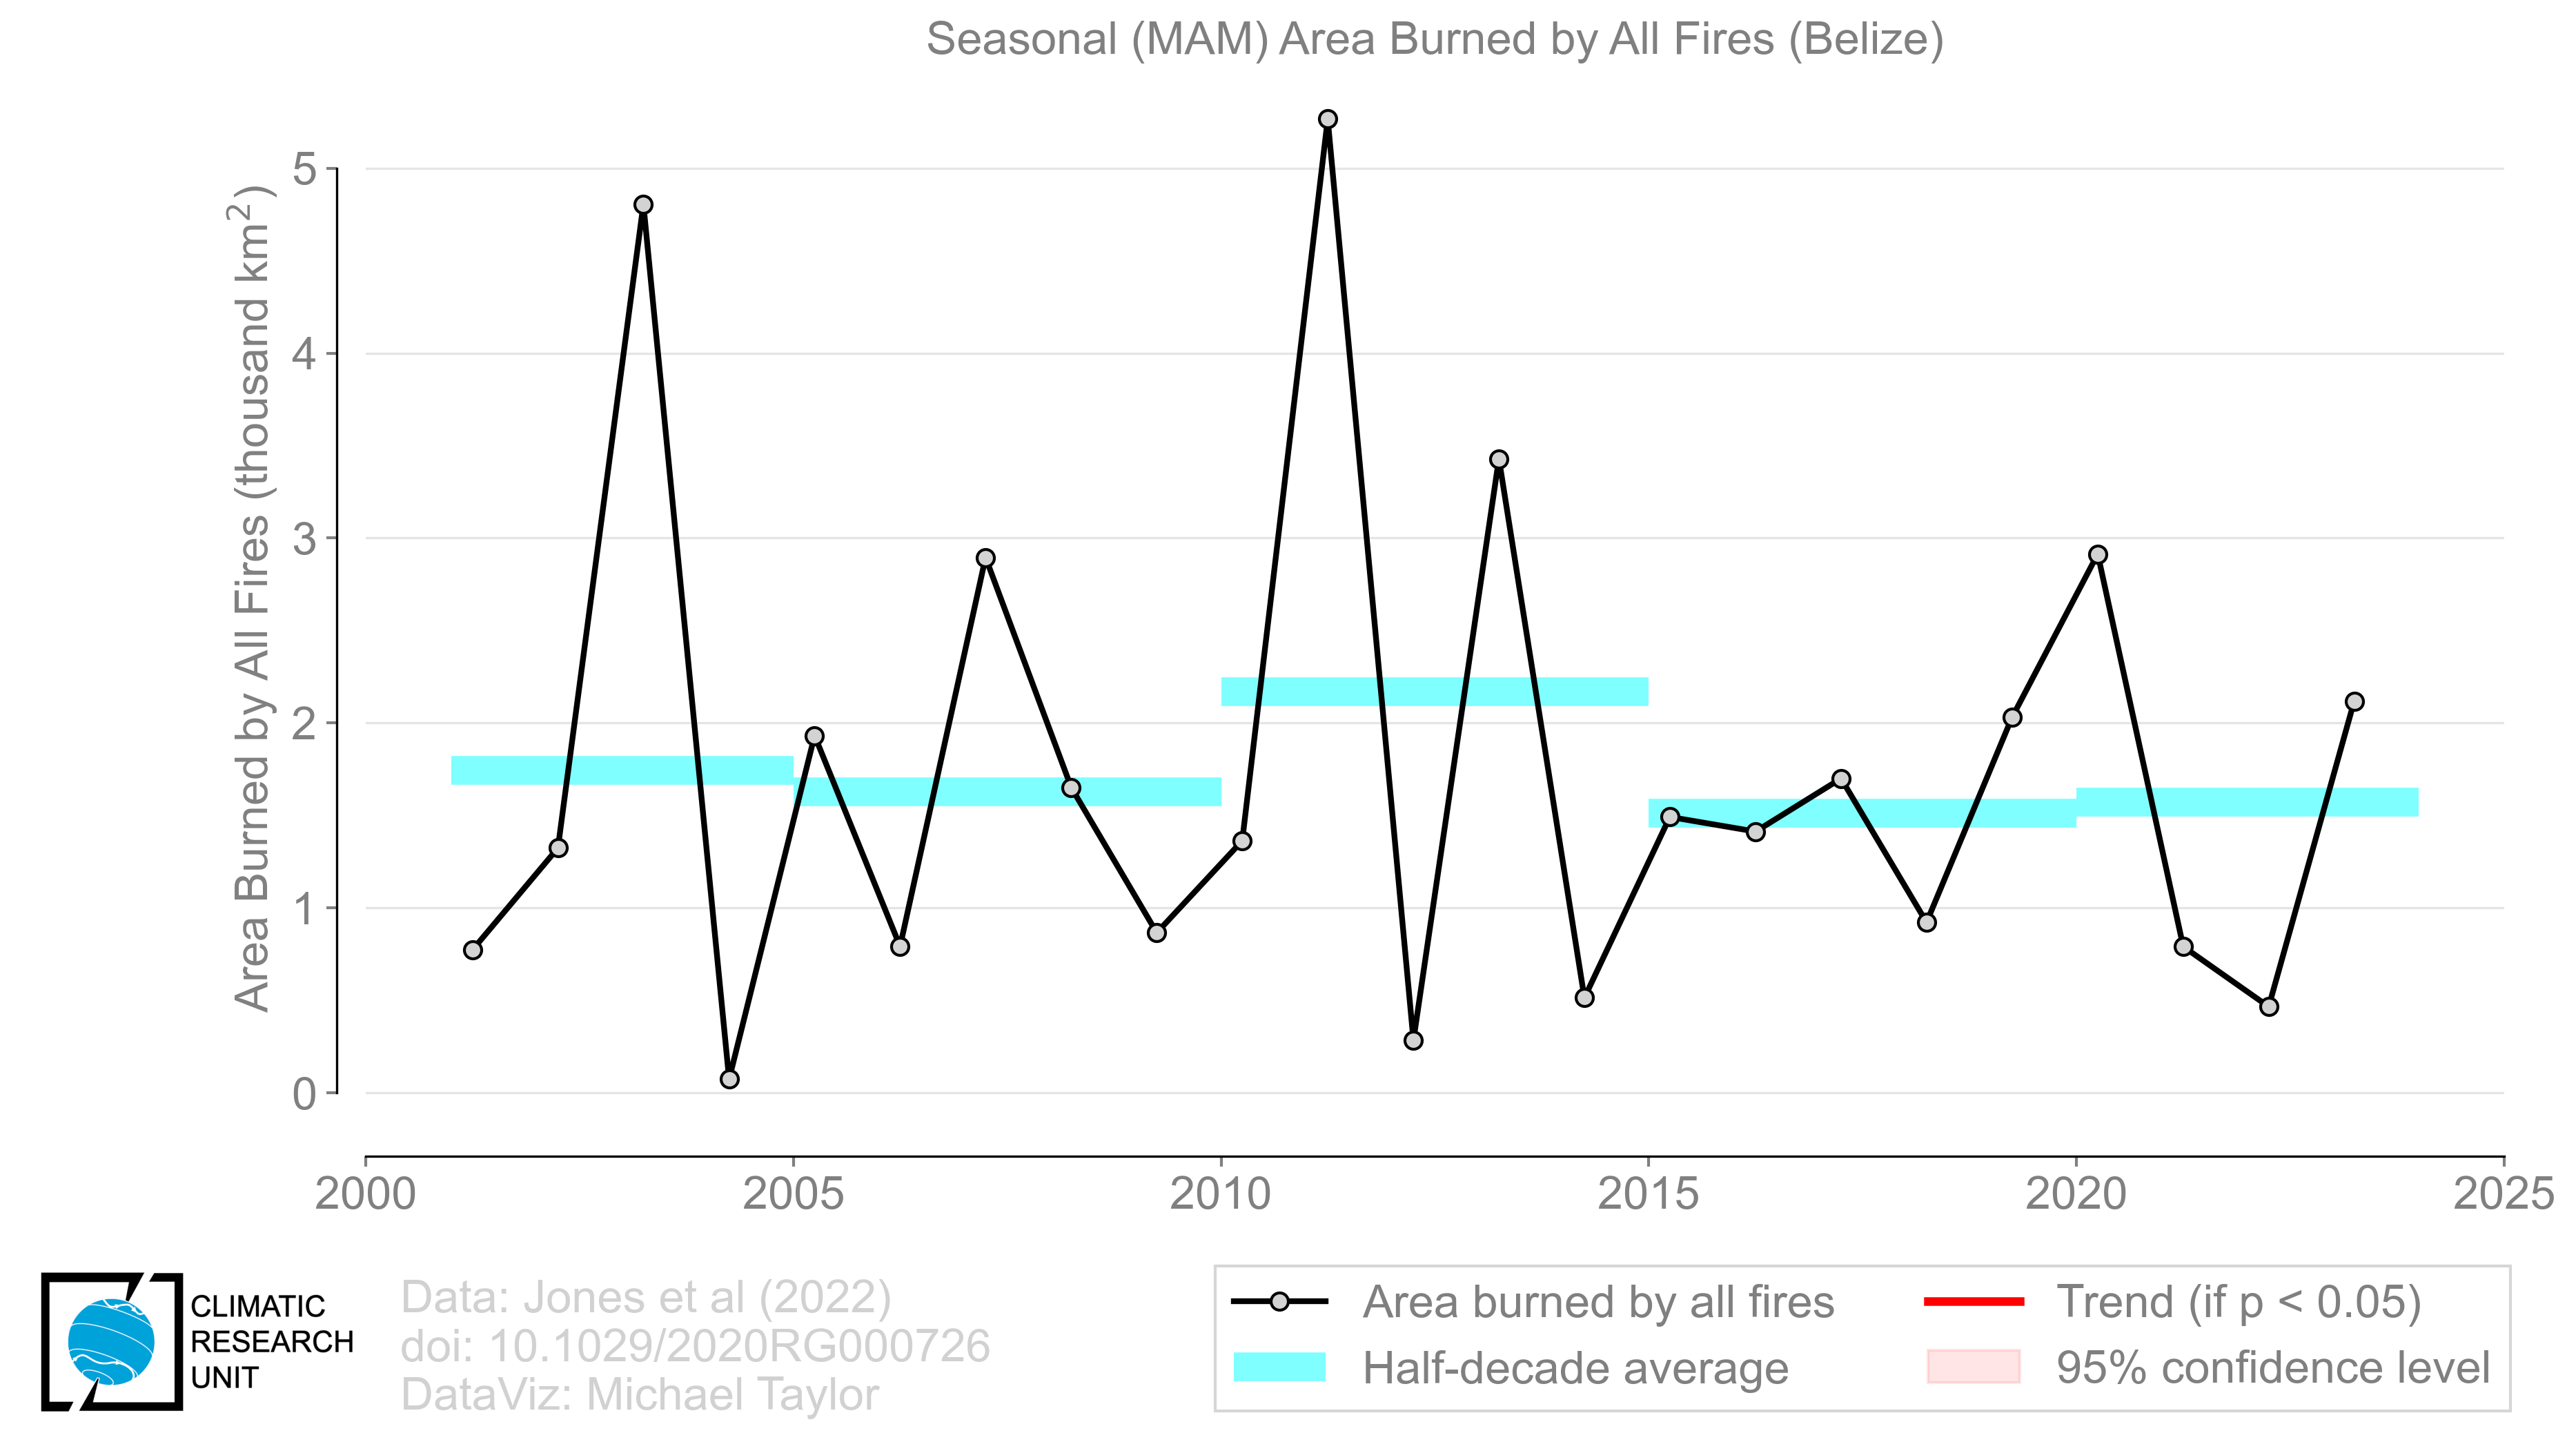 Seasonal (MAM) Area Burned by All Fires (Belize)
Area Burned by All Fires (thousand km²)
5
4
3
2
1
0
2000 2005 2010 2015 2020 2025
CLIMATIC
RESEARCH
UNIT
Data: Jones et al (2022)
doi: 10.1029/2020RG000726
DataViz: Michael Taylor
Area burned by all fires
Half-decade average
Trend (if p < 0.05)
95% confidence level